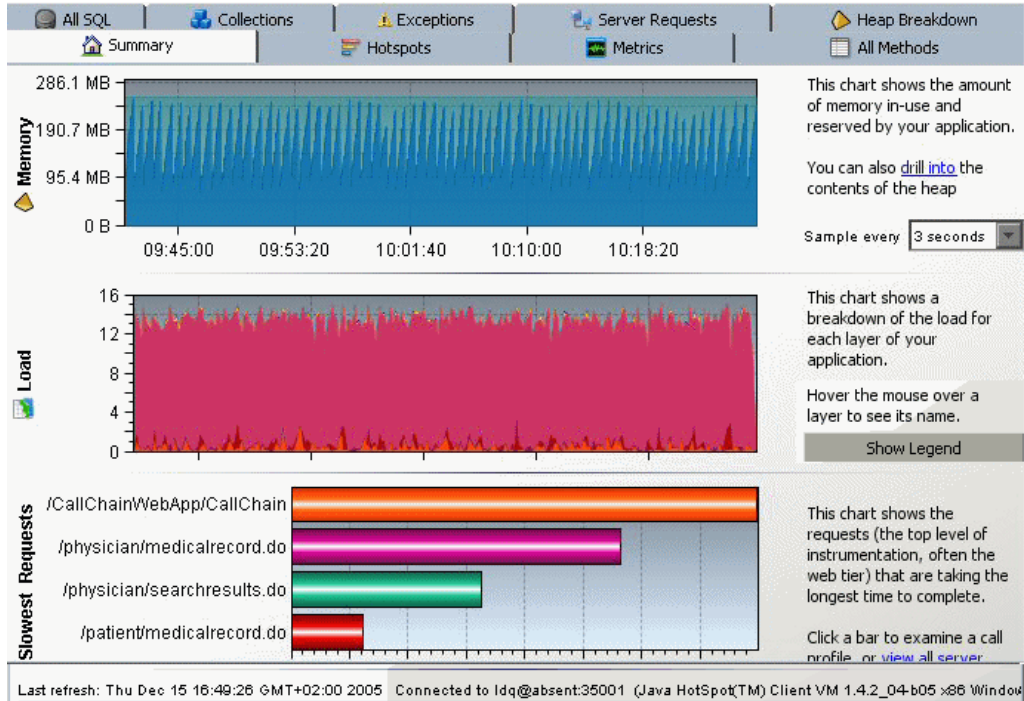 All SQL
Collections
Exceptions
Server Requests
Heap Breakdown
Summary
Hotspots
Metrics
All Methods
Memory
286.1 MB
190.7 MB
95.4 MB
0 B
09:45:00 09:53:20 10:01:40 10:10:00 10:18:20
This chart shows the amount
of memory in-use and
reserved by your application.
You can also drill into the
contents of the heap
Sample every 3 seconds
Load
16
12
8
4
0
This chart shows a
breakdown of the load for
each layer of your
application.
Hover the mouse over a
layer to see its name.
Show Legend
Slowest Requests
/CallChainWebApp/CallChain
/physician/medicalrecord.do
/physician/searchresults.do
/patient/medicalrecord.do
This chart shows the
requests (the top level of
instrumentation, often the
web tier) that are taking the
longest time to complete.
Click a bar to examine a call
profile, or view all server
Last refresh: Thu Dec 15 16:49:26 GMT+02:00 2005 Connected to ldq@absent:35001 (Java HotSpot(TM) Client VM 1.4.2_04-b05 x86 Window